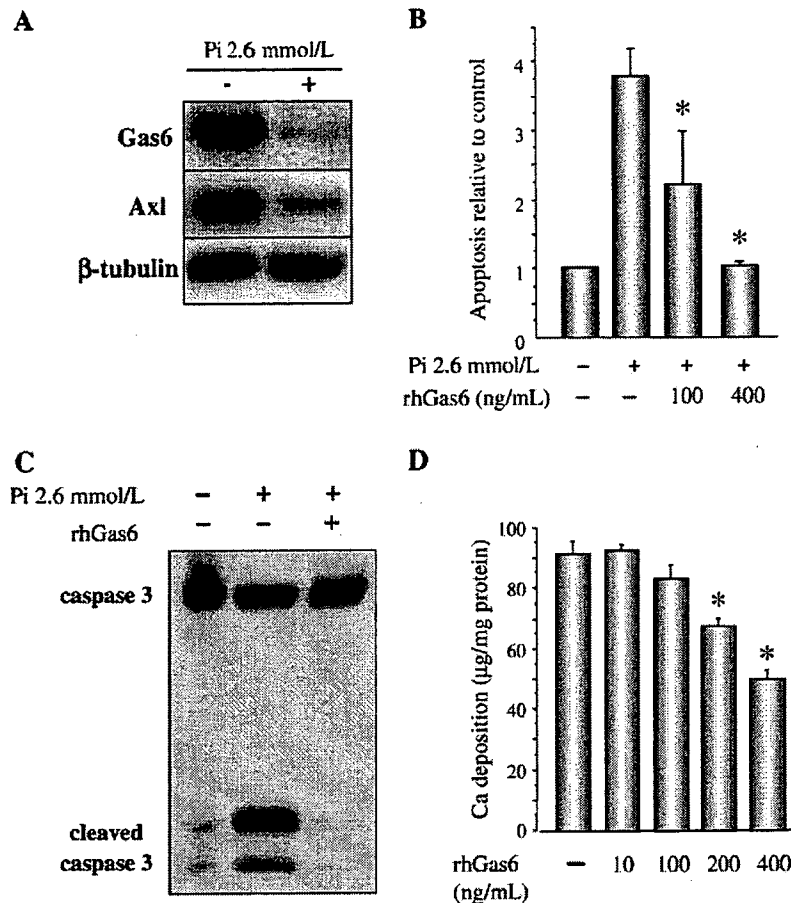 A
Pi 2.6 mmol/L
- +
Gas6
Axl
β-tubulin
B
Apoptosis relative to control
4
3
2
1
0
Pi 2.6 mmol/L − + + +
rhGas6 (ng/mL) − − 100 400
* *
C
Pi 2.6 mmol/L − + +
rhGas6 − − +
caspase 3
cleaved
caspase 3
D
Ca deposition (µg/mg protein)
100
80
60
40
20
0
* *
rhGas6 − 10 100 200 400
(ng/mL)